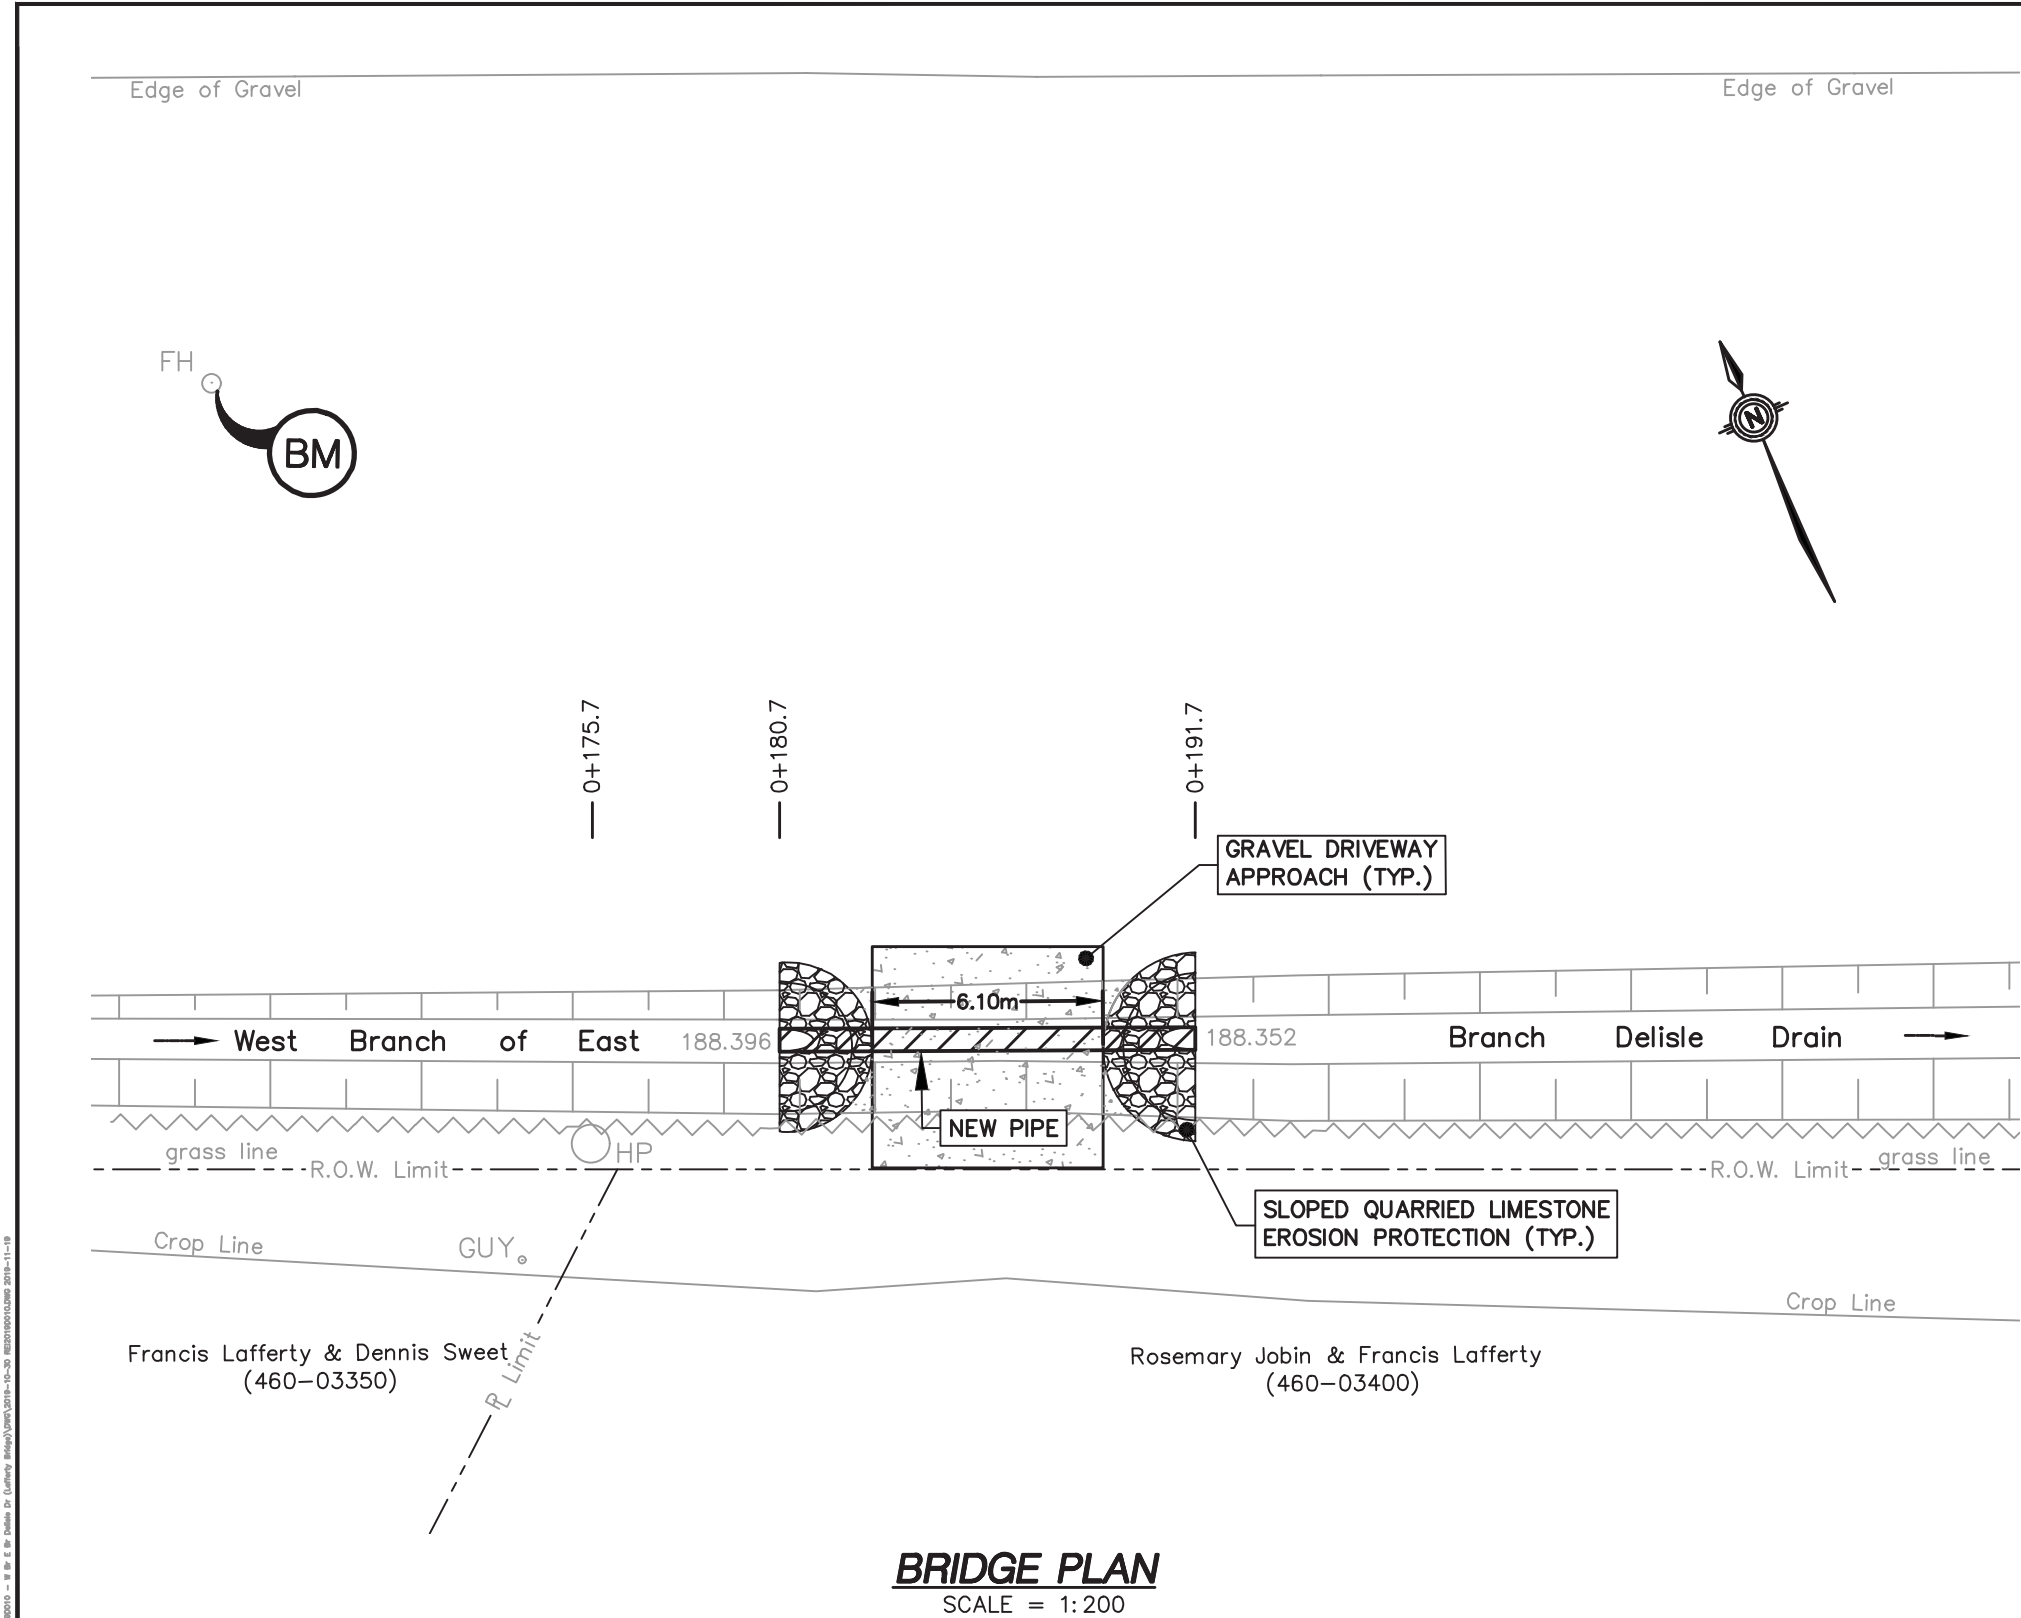 Edge of Gravel
Edge of Gravel
FH
BM
N
0+175.7
0+180.7
0+191.7
GRAVEL DRIVEWAY
APPROACH (TYP.)
6.10m
West Branch of East
188.396
188.352
Branch Delisle Drain
NEW PIPE
grass line
HP
grass line
R.O.W. Limit
R.O.W. Limit
SLOPED QUARRIED LIMESTONE
EROSION PROTECTION (TYP.)
Crop Line
GUY
Crop Line
PL Limit
Francis Lafferty & Dennis Sweet
(460-03350)
Rosemary Jobin & Francis Lafferty
(460-03400)
BRIDGE PLAN
SCALE = 1:200